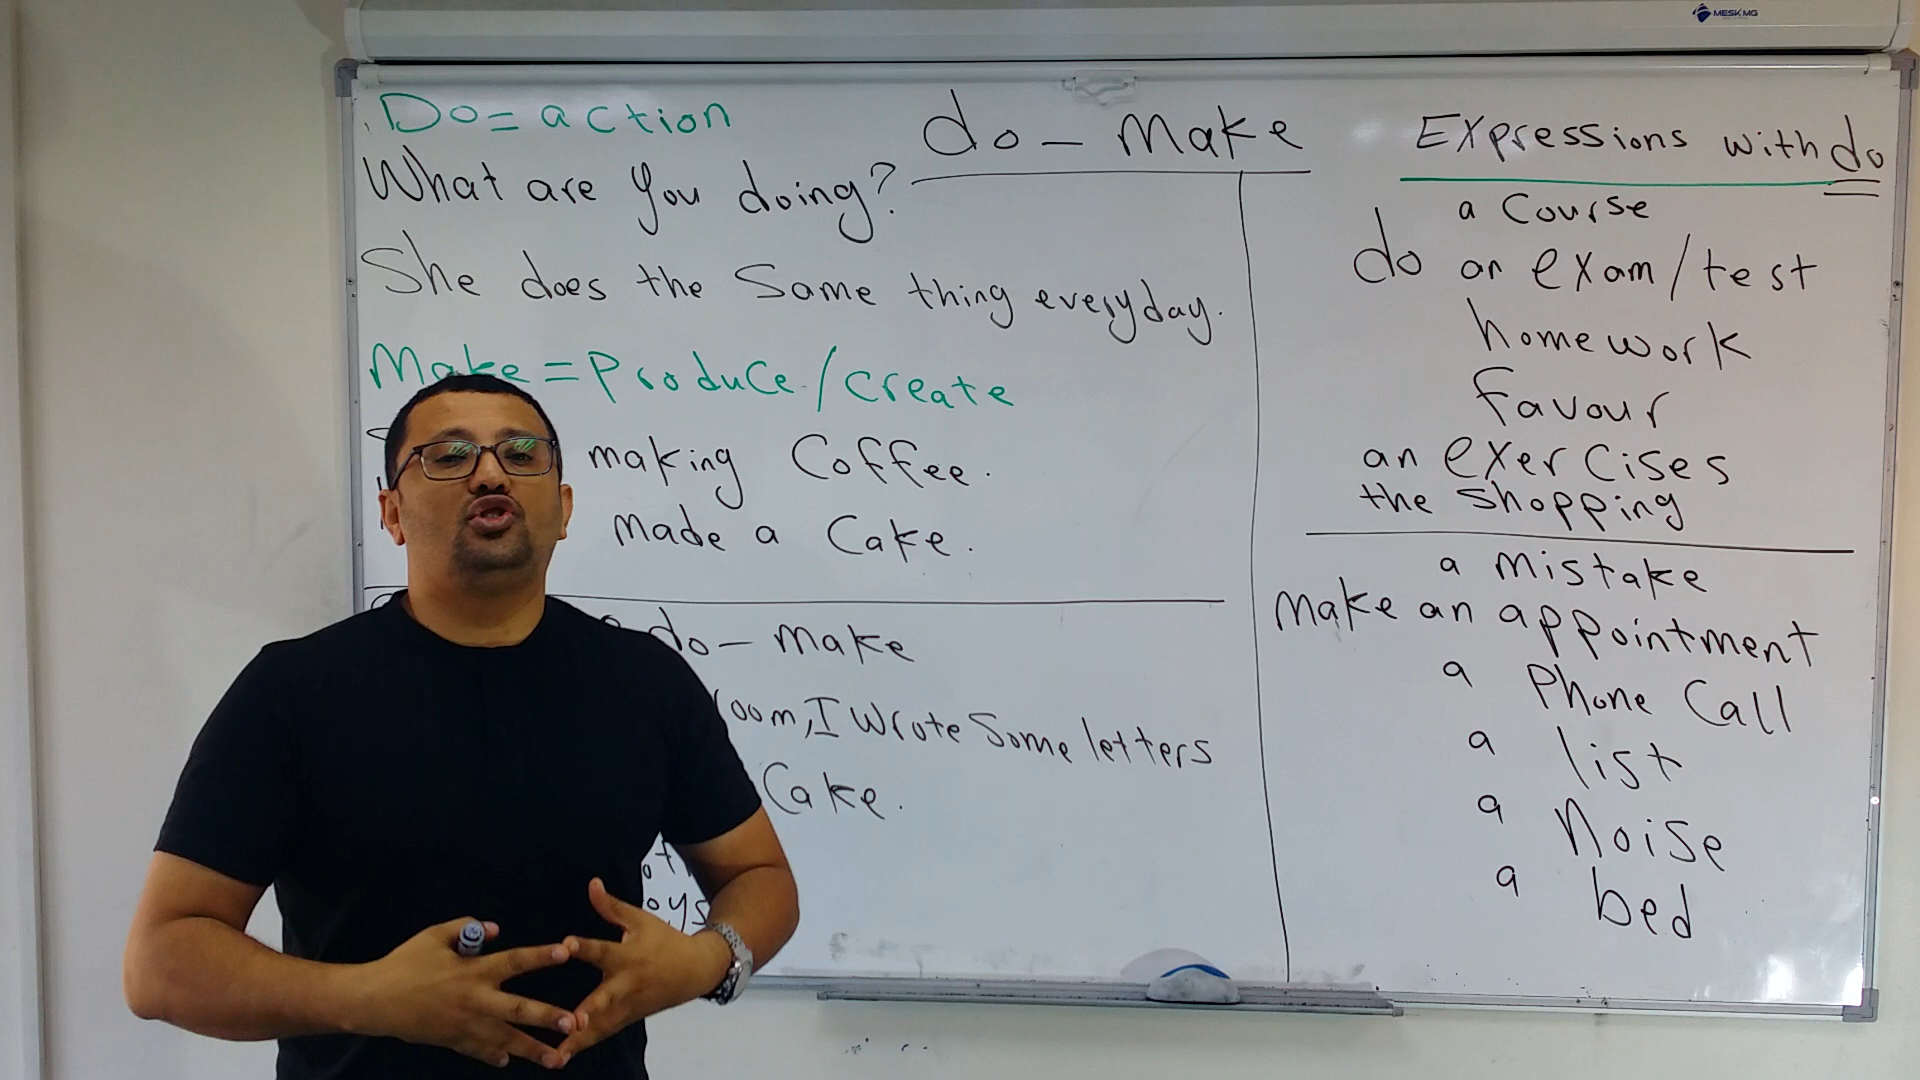 MESK MG
do - Make
Do = action
What are you doing?
She does the Same thing everyday.
Make = Produce / create
making Coffee.
made a Cake.
do - make
room, I wrote Some letters
Cake.
Expressions with do
a Course
do an exam / test
homework
favour
an exercises
the shopping
a mistake
Make an appointment
a Phone Call
a list
a Noise
a bed